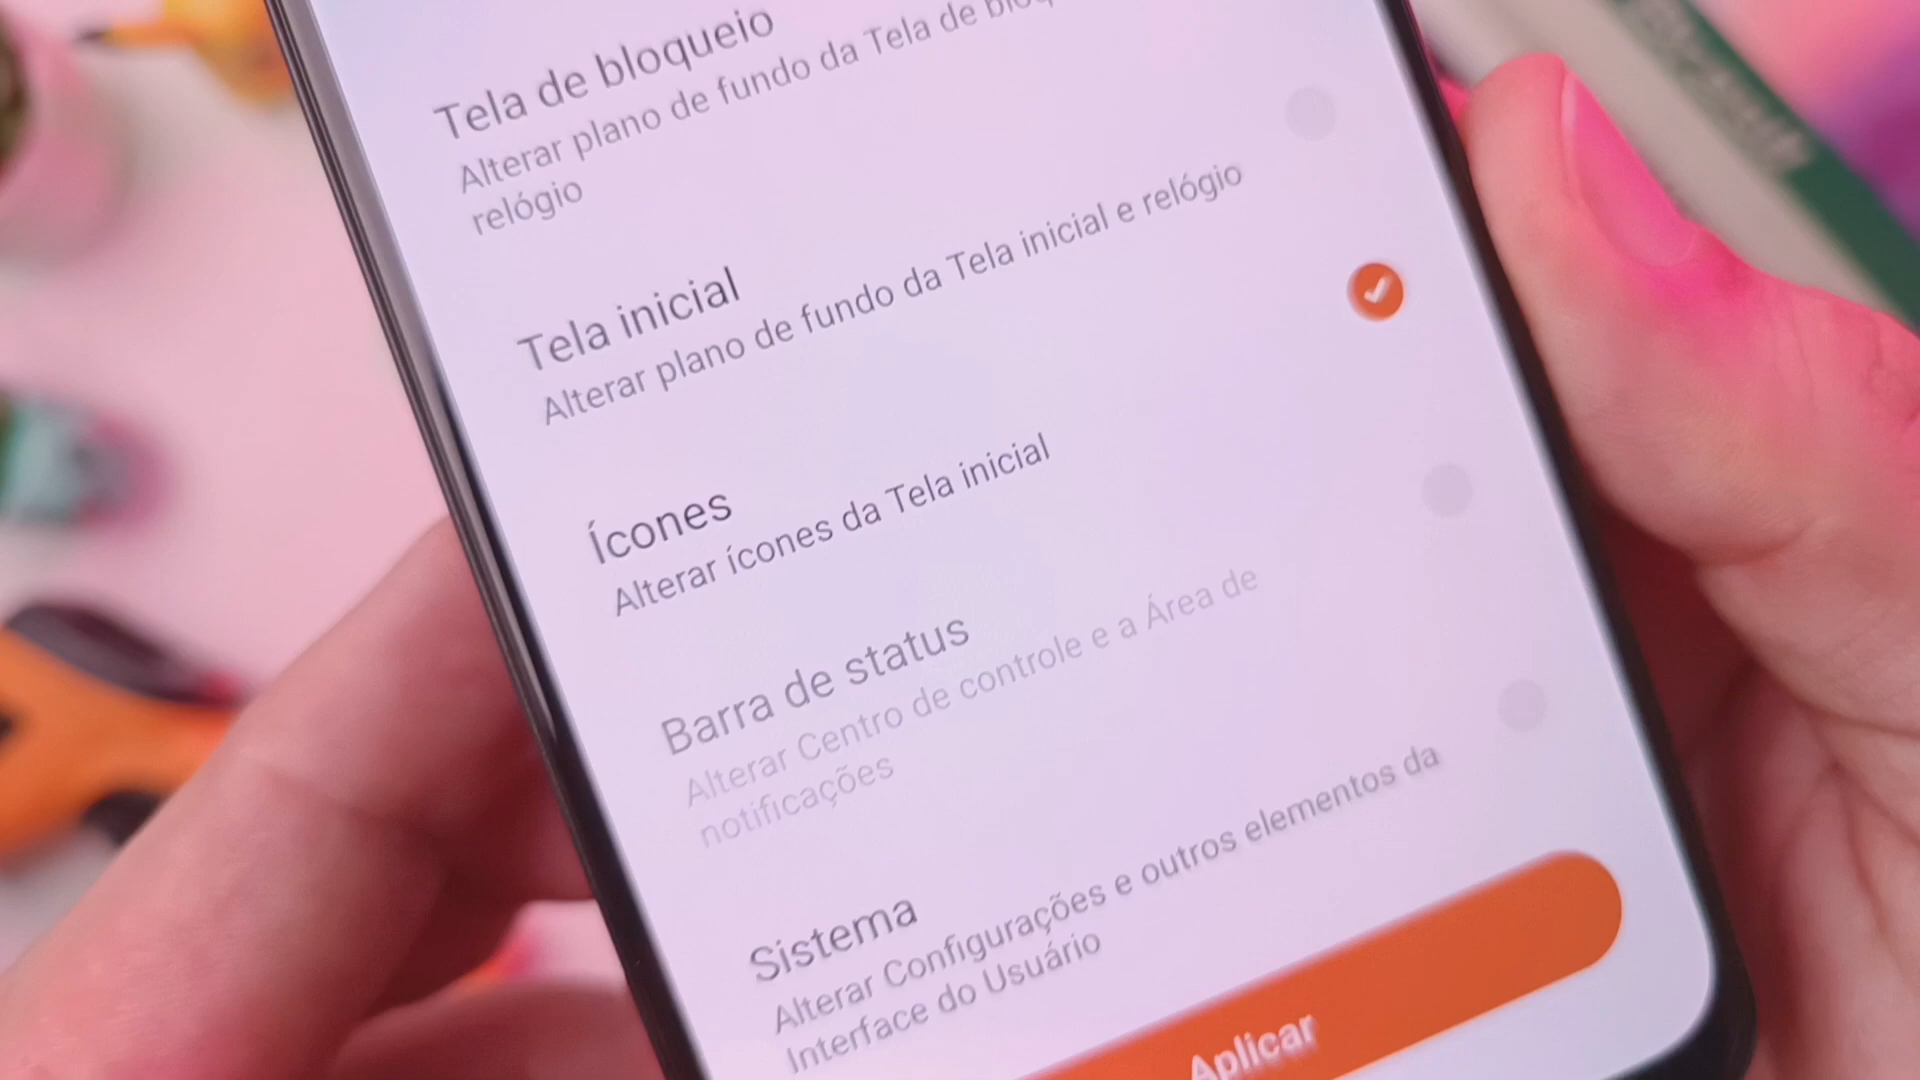 Tela de bloqueio
Alterar plano de fundo da Tela de
relógio
Tela inicial
Alterar plano de fundo da Tela inicial e relógio
Ícones
Alterar ícones da Tela inicial
Barra de status
Alterar Centro de controle e a Área de
notificações
Sistema
Alterar Configurações e outros elementos da
Interface do Usuário
Aplicar